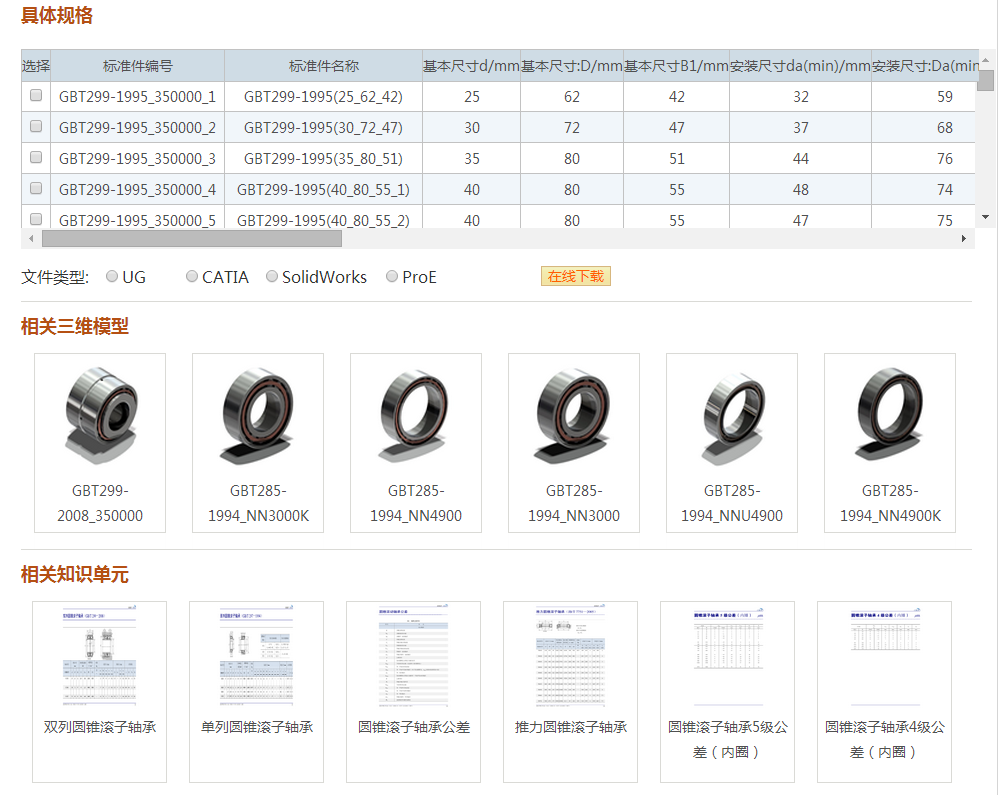 具体规格
选择 标准件编号 标准件名称 基本尺寸d/mm 基本尺寸:D/mm 基本尺寸B1/mm 安装尺寸da(min)/mm 安装尺寸:Da(min
GBT299-1995_350000_1 GBT299-1995(25_62_42) 25 62 42 32 59
GBT299-1995_350000_2 GBT299-1995(30_72_47) 30 72 47 37 68
GBT299-1995_350000_3 GBT299-1995(35_80_51) 35 80 51 44 76
GBT299-1995_350000_4 GBT299-1995(40_80_55_1) 40 80 55 48 74
GBT299-1995_350000_5 GBT299-1995(40_80_55_2) 40 80 55 47 75
文件类型: UG CATIA SolidWorks ProE 在线下载
相关三维模型
GBT299-
2008_350000
GBT285-
1994_NN3000K
GBT285-
1994_NN4900
GBT285-
1994_NN3000
GBT285-
1994_NNU4900
GBT285-
1994_NN4900K
相关知识单元
双列圆锥滚子轴承
单列圆锥滚子轴承
圆锥滚子轴承公差
推力圆锥滚子轴承
圆锥滚子轴承5级公
差（内圈）
圆锥滚子轴承4级公
差（内圈）